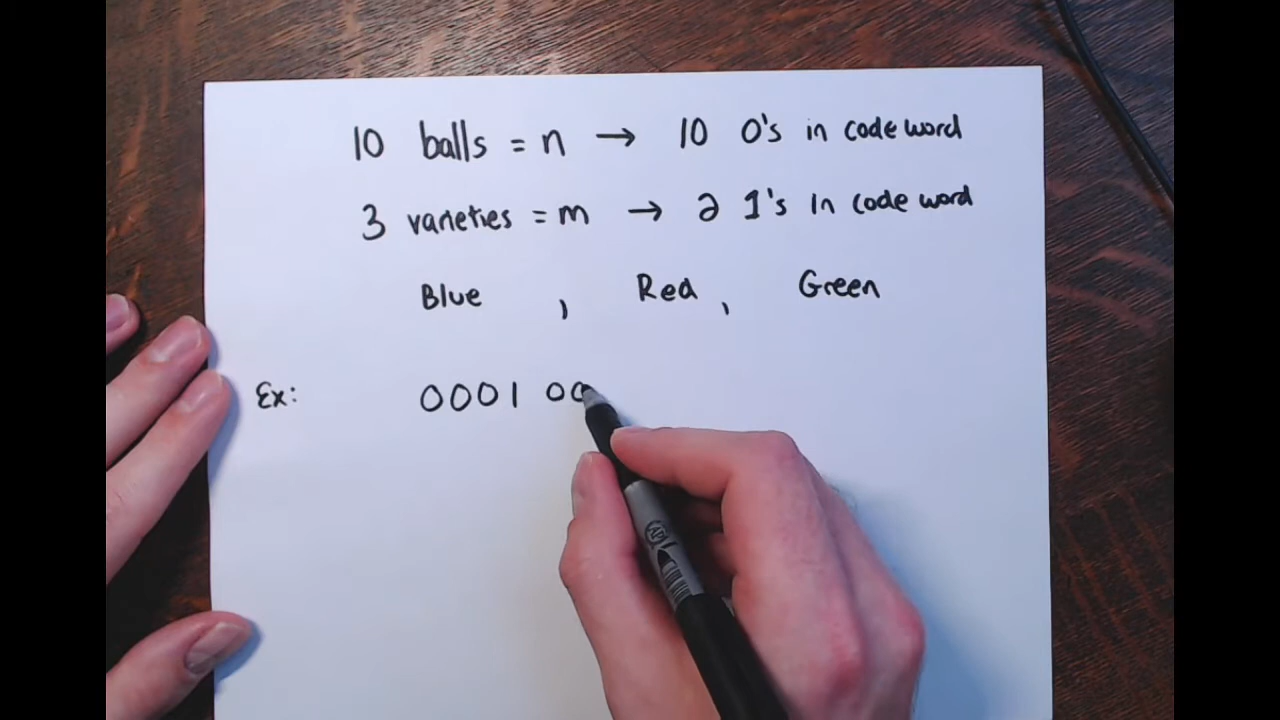 10 balls = n → 10 0's in code word
3 varieties = m → 2 1's in code word
Blue , Red , Green
Ex: 0001 00